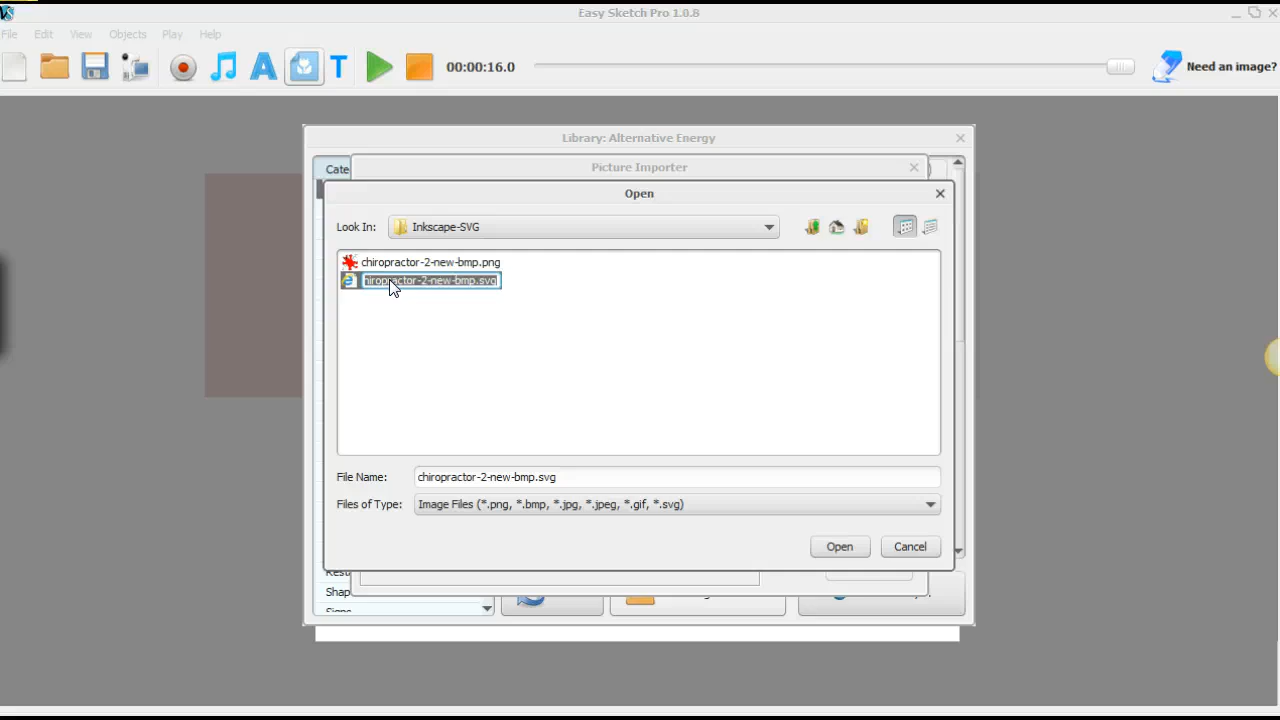 Easy Sketch Pro 1.0.8
File Edit View Objects Play Help
00:00:16.0
Need an image?
Library: Alternative Energy
Cate
Picture Importer
Open
Look In: Inkscape-SVG
chiropractor-2-new-bmp.png
hiropractor-2-new-bmp.svg
File Name: chiropractor-2-new-bmp.svg
Files of Type: Image Files (*.png, *.bmp, *.jpg, *.jpeg, *.gif, *.svg)
Open Cancel
Shap